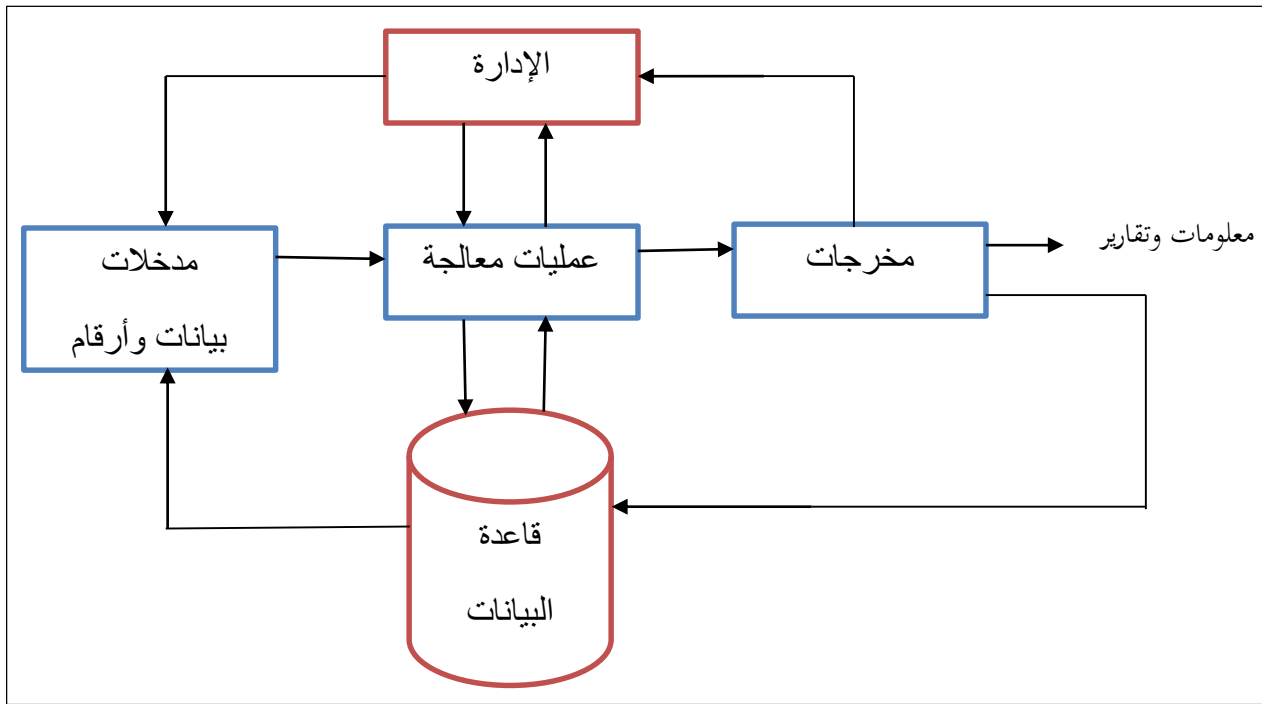 الإدارة
معلومات وتقارير
مخرجات
عمليات معالجة
مدخلات
بيانات وأرقام
قاعدة
البيانات